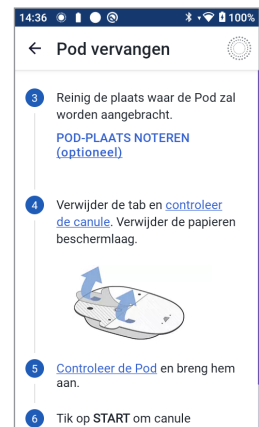 14:36 100%
Pod vervangen
3 Reinig de plaats waar de Pod zal
worden aangebracht.
POD-PLAATS NOTEREN
(optioneel)
4 Verwijder de tab en controleer
de canule. Verwijder de papieren
beschermlaag.
5 Controleer de Pod en breng hem
aan.
6 Tik op START om canule